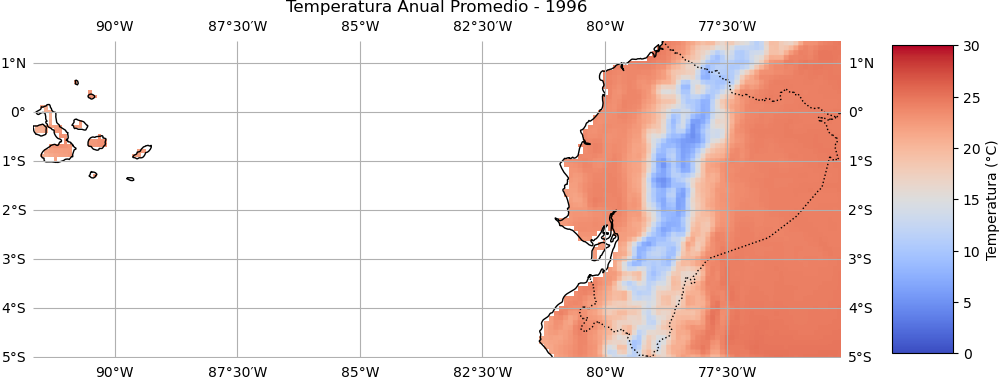 Temperatura Anual Promedio - 1996
90°W 87°30′W 85°W 82°30′W 80°W 77°30′W
1°N 1°N 30
0° 0° 25
1°S 1°S 20
2°S 2°S 15
3°S 3°S 10
4°S 4°S 5
5°S 5°S 0
90°W 87°30′W 85°W 82°30′W 80°W 77°30′W
Temperatura (°C)